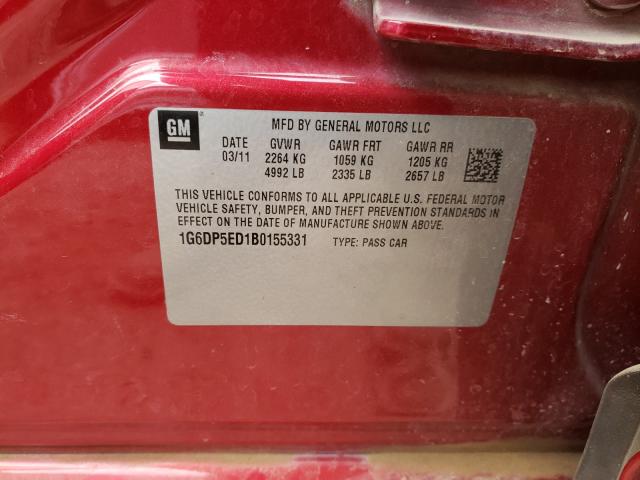 GM MFD BY GENERAL MOTORS LLC
DATE GVWR GAWR FRT GAWR RR
03/11 2264 KG 1059 KG 1205 KG
4992 LB 2335 LB 2657 LB
THIS VEHICLE CONFORMS TO ALL APPLICABLE U.S. FEDERAL MOTOR
VEHICLE SAFETY, BUMPER, AND THEFT PREVENTION STANDARDS IN
EFFECT ON THE DATE OF MANUFACTURE SHOWN ABOVE.
1G6DP5ED1B0155331 TYPE: PASS CAR